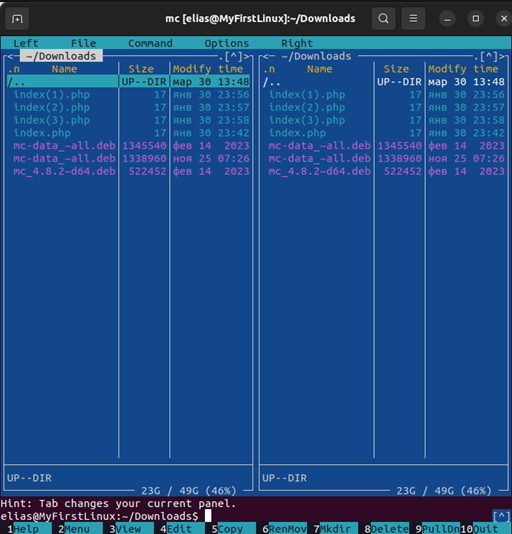 mc [elias@MyFirstLinux]:~/Downloads
Left File Command Options Right
<─ ~/Downloads ─.[^]> <─ ~/Downloads ─.[^]>
.n Name Size Modify time .n Name Size Modify time
/.. UP--DIR мар 30 13:48 /.. UP--DIR мар 30 13:48
index(1).php 17 янв 30 23:56 index(1).php 17 янв 30 23:56
index(2).php 17 янв 30 23:57 index(2).php 17 янв 30 23:57
index(3).php 17 янв 30 23:58 index(3).php 17 янв 30 23:58
index.php 17 янв 30 23:42 index.php 17 янв 30 23:42
mc-data_~all.deb 1345540 фев 14 2023 mc-data_~all.deb 1345540 фев 14 2023
mc-data_~all.deb 1338960 ноя 25 07:26 mc-data_~all.deb 1338960 ноя 25 07:26
mc_4.8.2~d64.deb 522452 фев 14 2023 mc_4.8.2~d64.deb 522452 фев 14 2023
UP--DIR UP--DIR
23G / 49G (46%) 23G / 49G (46%)
Hint: Tab changes your current panel.
elias@MyFirstLinux:~/Downloads$ [^]
1Help 2Menu 3View 4Edit 5Copy 6RenMov 7Mkdir 8Delete 9PullDn 10Quit